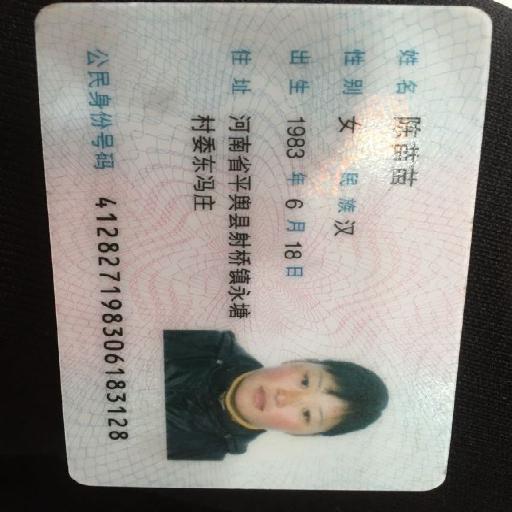 姓名 陈苗苗
性别 女 民族 汉
出生 1983 年 6 月 18 日
住址 河南省平舆县射桥镇永塘
村委东冯庄
公民身份号码 412827198306183128